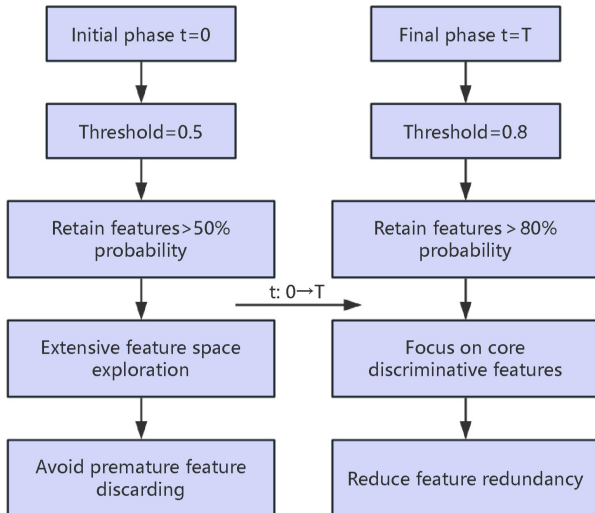 Initial phase t=0
Threshold=0.5
Retain features>50%
probability
Extensive feature space
exploration
Avoid premature feature
discarding
t: 0→T
Final phase t=T
Threshold=0.8
Retain features > 80%
probability
Focus on core
discriminative features
Reduce feature redundancy